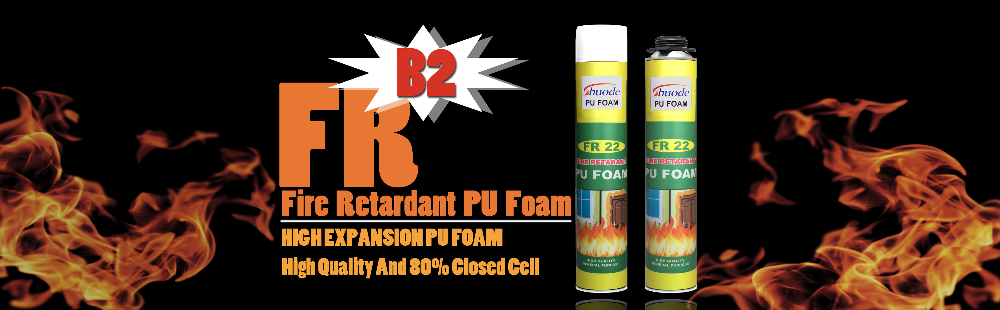 B2
FR
Fire Retardant PU Foam
HIGH EXPANSION PU FOAM
High Quality And 80% Closed Cell
Shuode
PU FOAM
FR 22
FIRE RETARANT
PU FOAM
HIGH QUALITY
GENERAL PURPOSE
Shuode
PU FOAM
FR 22
FIRE RETARANT
PU FOAM
HIGH QUALITY
GENERAL PURPOSE